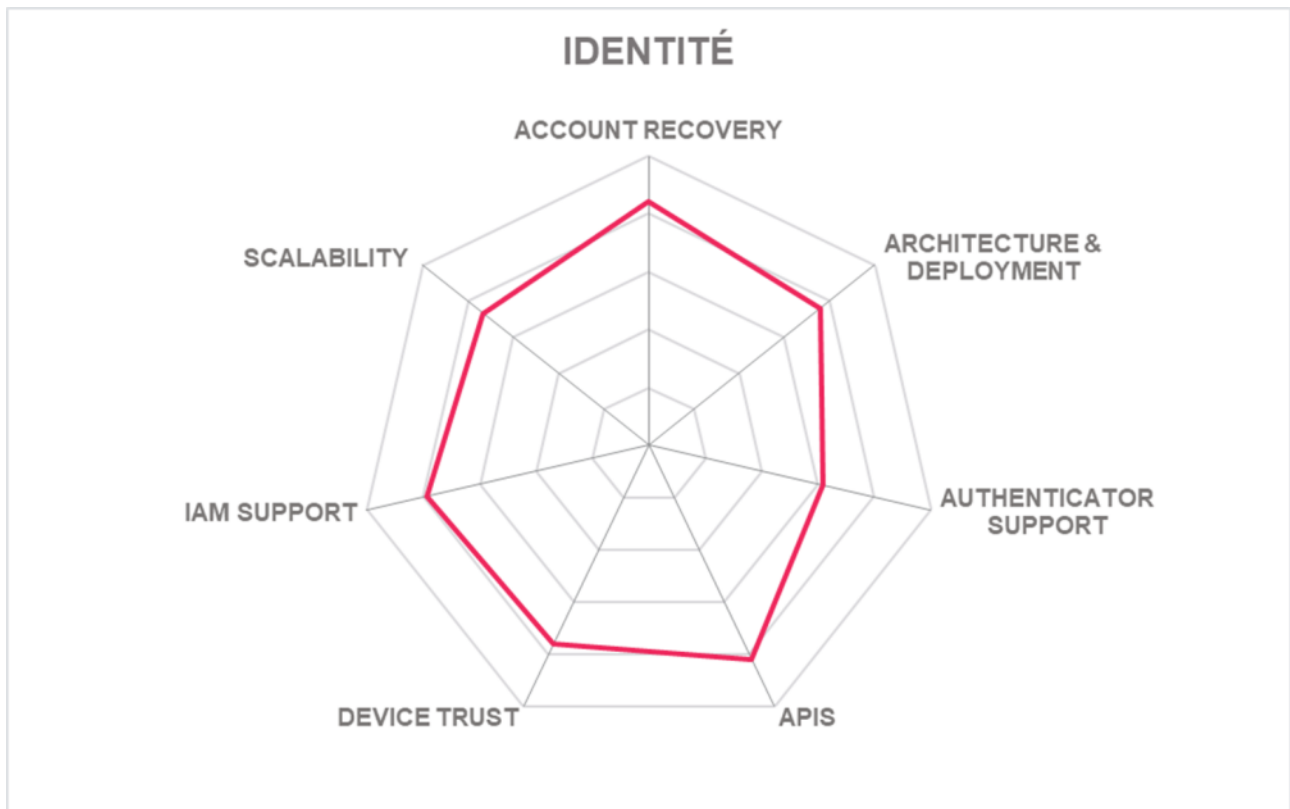 IDENTITÉ
ACCOUNT RECOVERY
ARCHITECTURE &
DEPLOYMENT
SCALABILITY
AUTHENTICATOR
SUPPORT
IAM SUPPORT
DEVICE TRUST
APIS